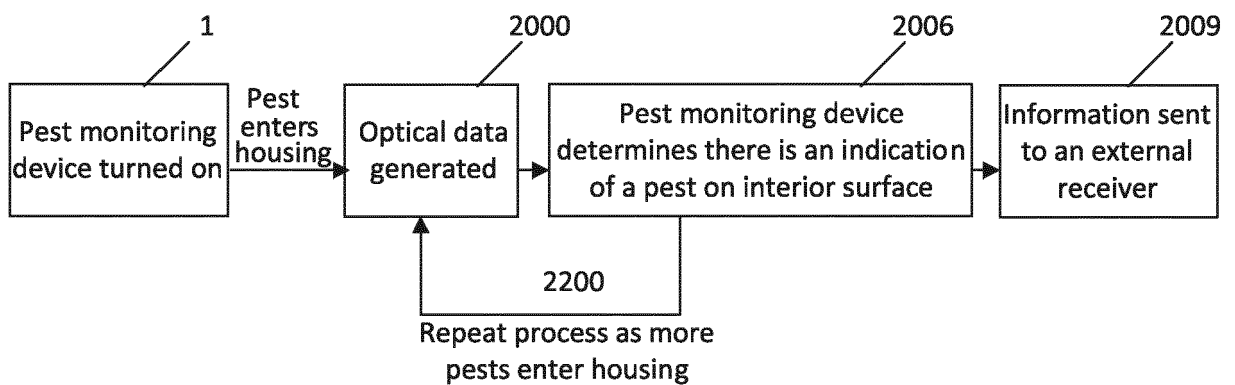 1
2000
2006
2009
Pest monitoring
device turned on
Pest
enters
housing
Optical data
generated
Pest monitoring device
determines there is an indication
of a pest on interior surface
Information sent
to an external
receiver
2200
Repeat process as more
pests enter housing